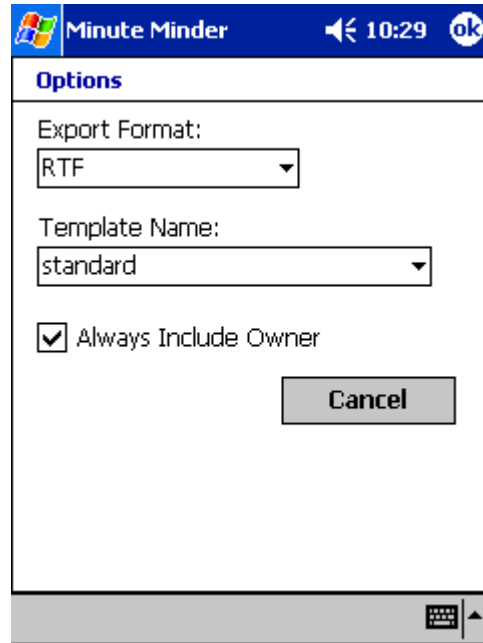 Minute Minder 10:29 ok
Options
Export Format:
RTF
Template Name:
standard
Always Include Owner
Cancel